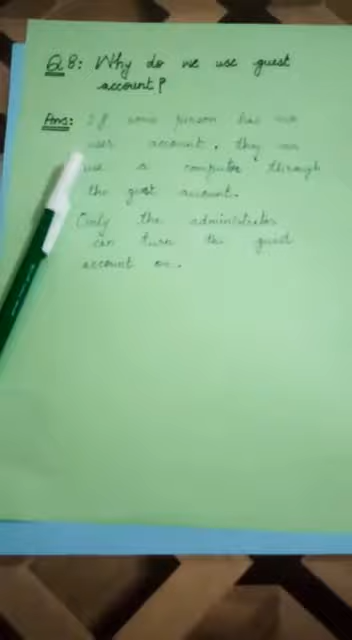 Q8: Why do we use guest
account?
Ans: If some person has no
user account, they can
use a computer through
the guest account.
Only the administrator
can turn the guest
account on.